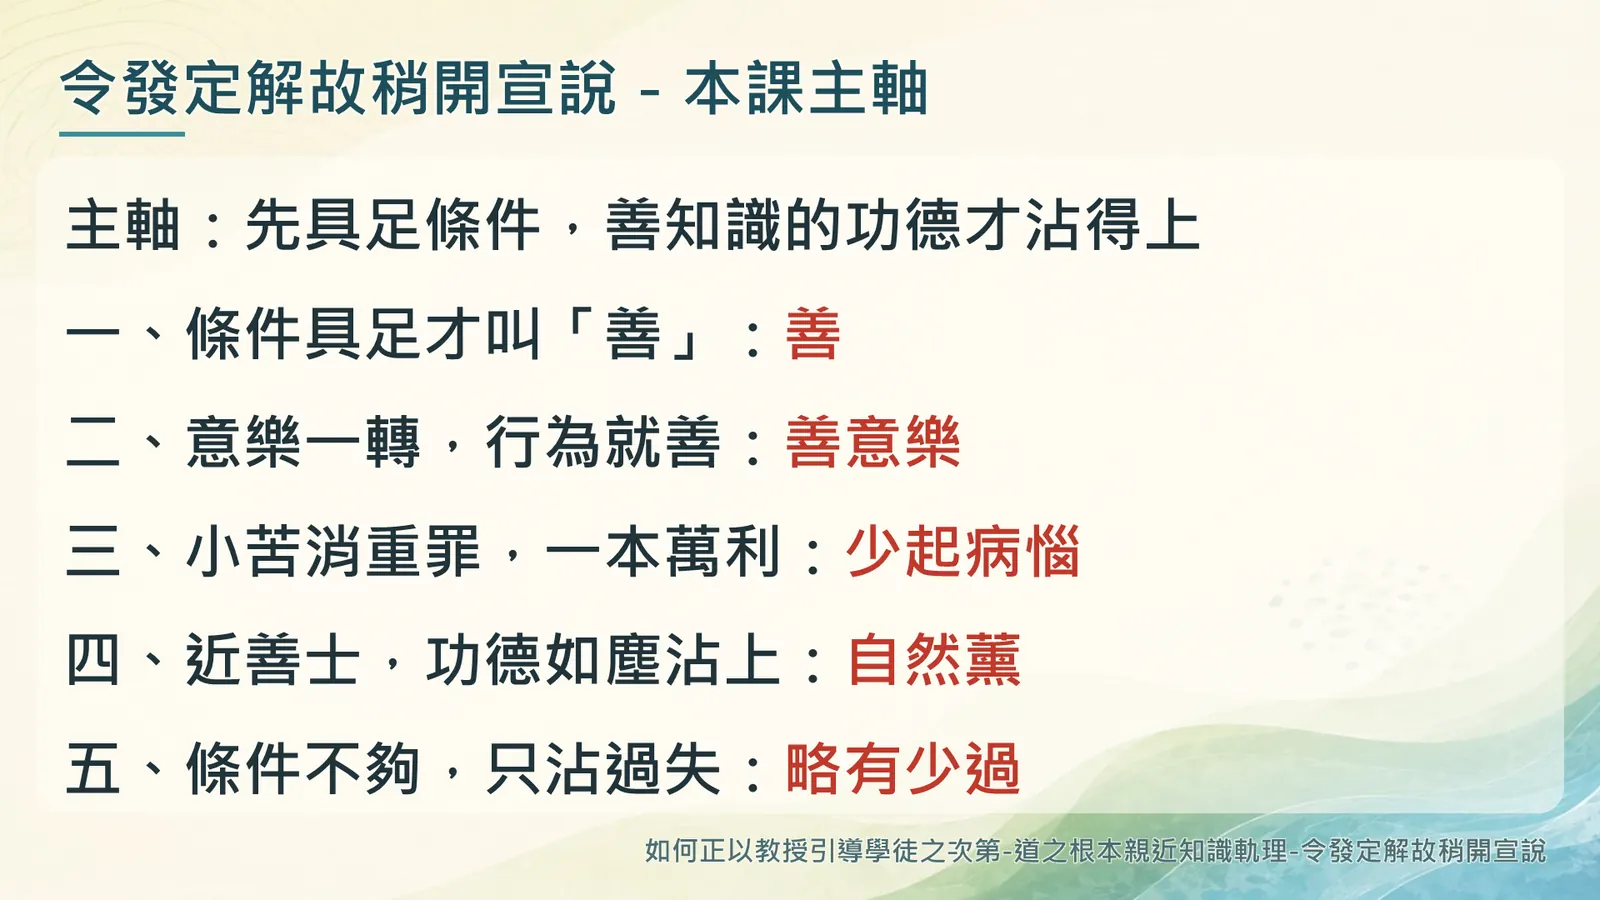 令發定解故稍開宣說 - 本課主軸
主軸：先具足條件，善知識的功德才沾得上
一、條件具足才叫「善」：善
二、意樂一轉，行為就善：善意樂
三、小苦消重罪，一本萬利：少起病惱
四、近善士，功德如塵沾上：自然薰
五、條件不夠，只沾過失：略有少過
如何正以教授引導學徒之次第-道之根本親近知識軌理-令發定解故稍開宣說